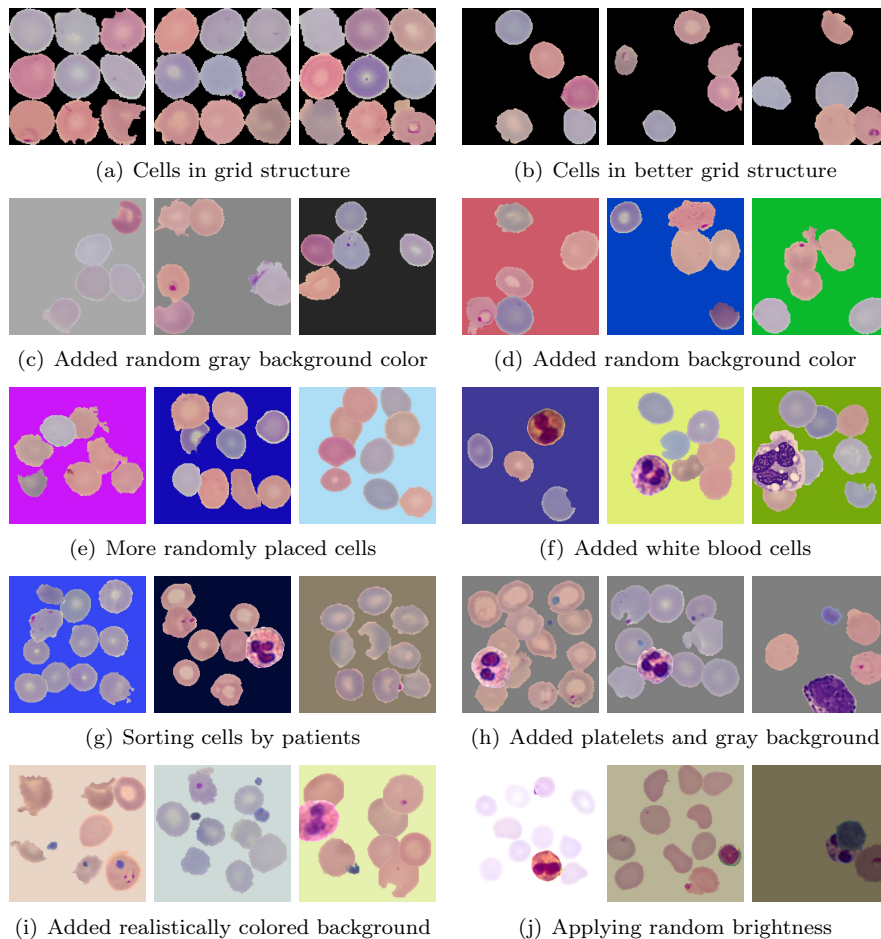 (a) Cells in grid structure
(b) Cells in better grid structure
(c) Added random gray background color
(d) Added random background color
(e) More randomly placed cells
(f) Added white blood cells
(g) Sorting cells by patients
(h) Added platelets and gray background
(i) Added realistically colored background
(j) Applying random brightness